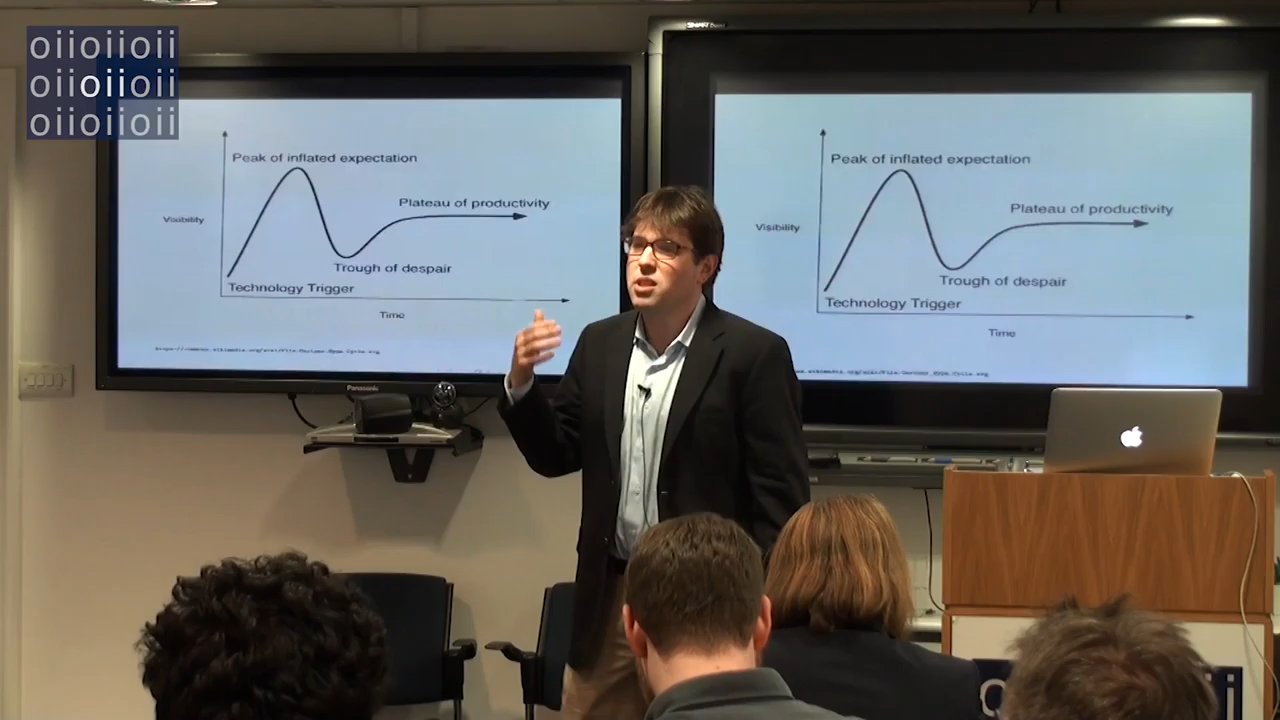 oiioiioii
oiioiioii
oiioiioii
Peak of inflated expectation
Plateau of productivity
Visibility
Trough of despair
Technology Trigger
Time
Panasonic
Peak of inflated expectation
Plateau of productivity
Visibility
Trough of despair
Technology Trigger
Time